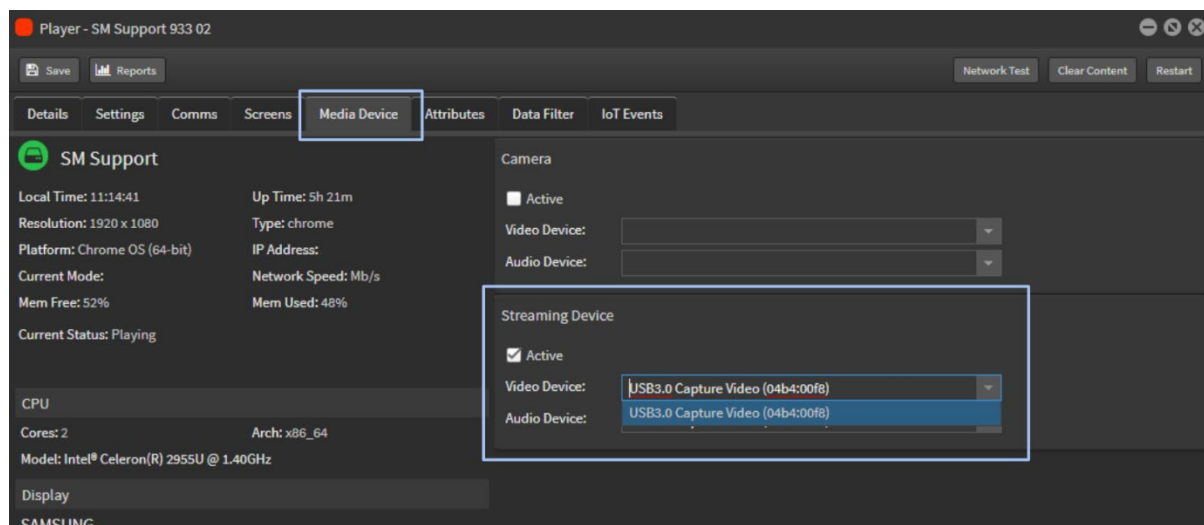 Player - SM Support 933 02
Save Reports Network Test Clear Content Restart
Details Settings Comms Screens Media Device Attributes Data Filter IoT Events
SM Support
Local Time: 11:14:41 Up Time: 5h 21m
Resolution: 1920 x 1080 Type: chrome
Platform: Chrome OS (64-bit) IP Address:
Current Mode: Network Speed: Mb/s
Mem Free: 52% Mem Used: 48%
Current Status: Playing
CPU
Cores: 2 Arch: x86_64
Model: Intel® Celeron(R) 2955U @ 1.40GHz
Display
SAMSUNG
Camera
Active
Video Device:
Audio Device:
Streaming Device
Active
Video Device: USB3.0 Capture Video (04b4:00f8)
USB3.0 Capture Video (04b4:00f8)
Audio Device: